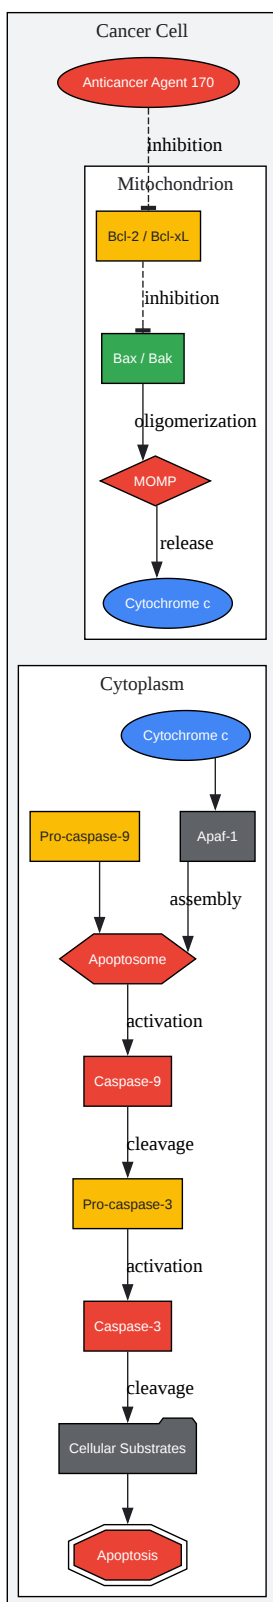 Cancer Cell
Anticancer Agent 170
inhibition
Mitochondrion
Bcl-2 / Bcl-xL
inhibition
Bax / Bak
oligomerization
MOMP
release
Cytochrome c
Cytoplasm
Cytochrome c
Pro-caspase-9
Apaf-1
assembly
Apoptosome
activation
Caspase-9
cleavage
Pro-caspase-3
activation
Caspase-3
cleavage
Cellular Substrates
Apoptosis